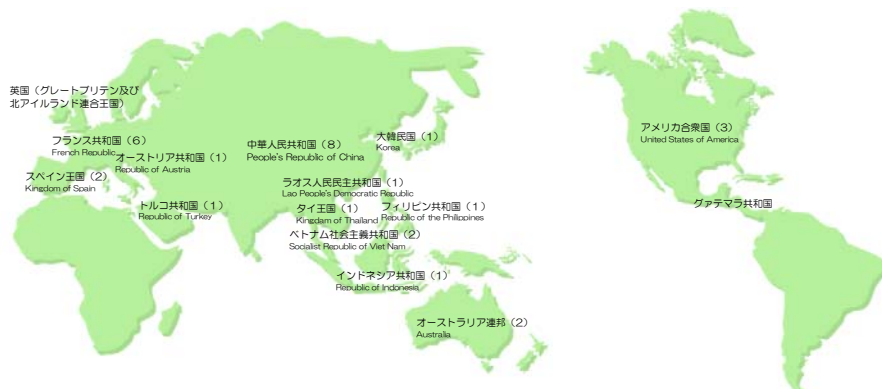 英国（グレートブリテン及び
北アイルランド連合王国）
フランス共和国（6）
French Republic
オーストリア共和国（1）
Republic of Austria
スペイン王国（2）
Kingdom of Spain
トルコ共和国（1）
Republic of Turkey
中華人民共和国（8）
People's Republic of China
大韓民国（1）
Korea
ラオス人民民主共和国（1）
Lao People's Democratic Republic
タイ王国（1）
Kingdam of Thailand
フィリピン共和国（1）
Republic of the Philippines
ベトナム社会主義共和国（2）
Socialist Republic of Viet Nam
インドネシア共和国（1）
Republic of Indonesia
オーストラリア連邦（2）
Australia
アメリカ合衆国（3）
United States of America
グァテマラ共和国